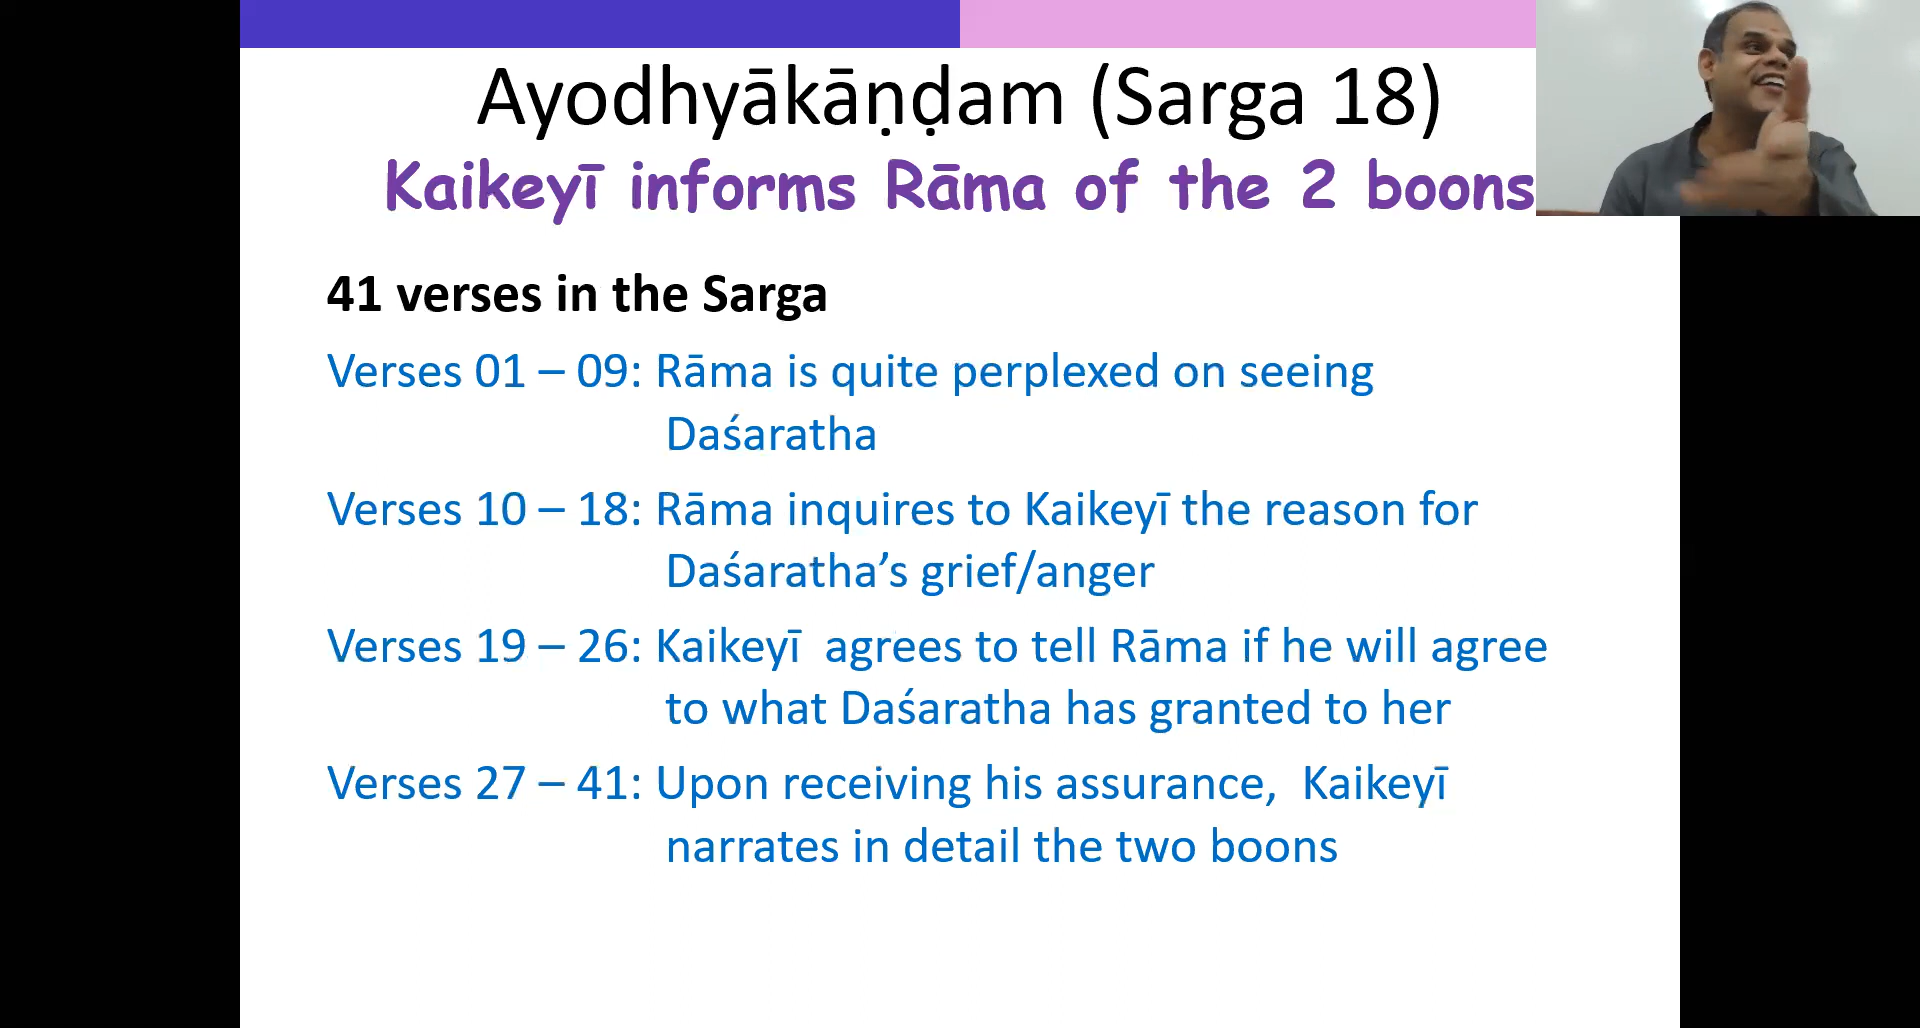 Ayodhyākāṇḍam (Sarga 18)
Kaikeyī informs Rāma of the 2 boons
41 verses in the Sarga
Verses 01 – 09: Rāma is quite perplexed on seeing
Daśaratha
Verses 10 – 18: Rāma inquires to Kaikeyī the reason for
Daśaratha’s grief/anger
Verses 19 – 26: Kaikeyī  agrees to tell Rāma if he will agree
to what Daśaratha has granted to her
Verses 27 – 41: Upon receiving his assurance,  Kaikeyī
narrates in detail the two boons